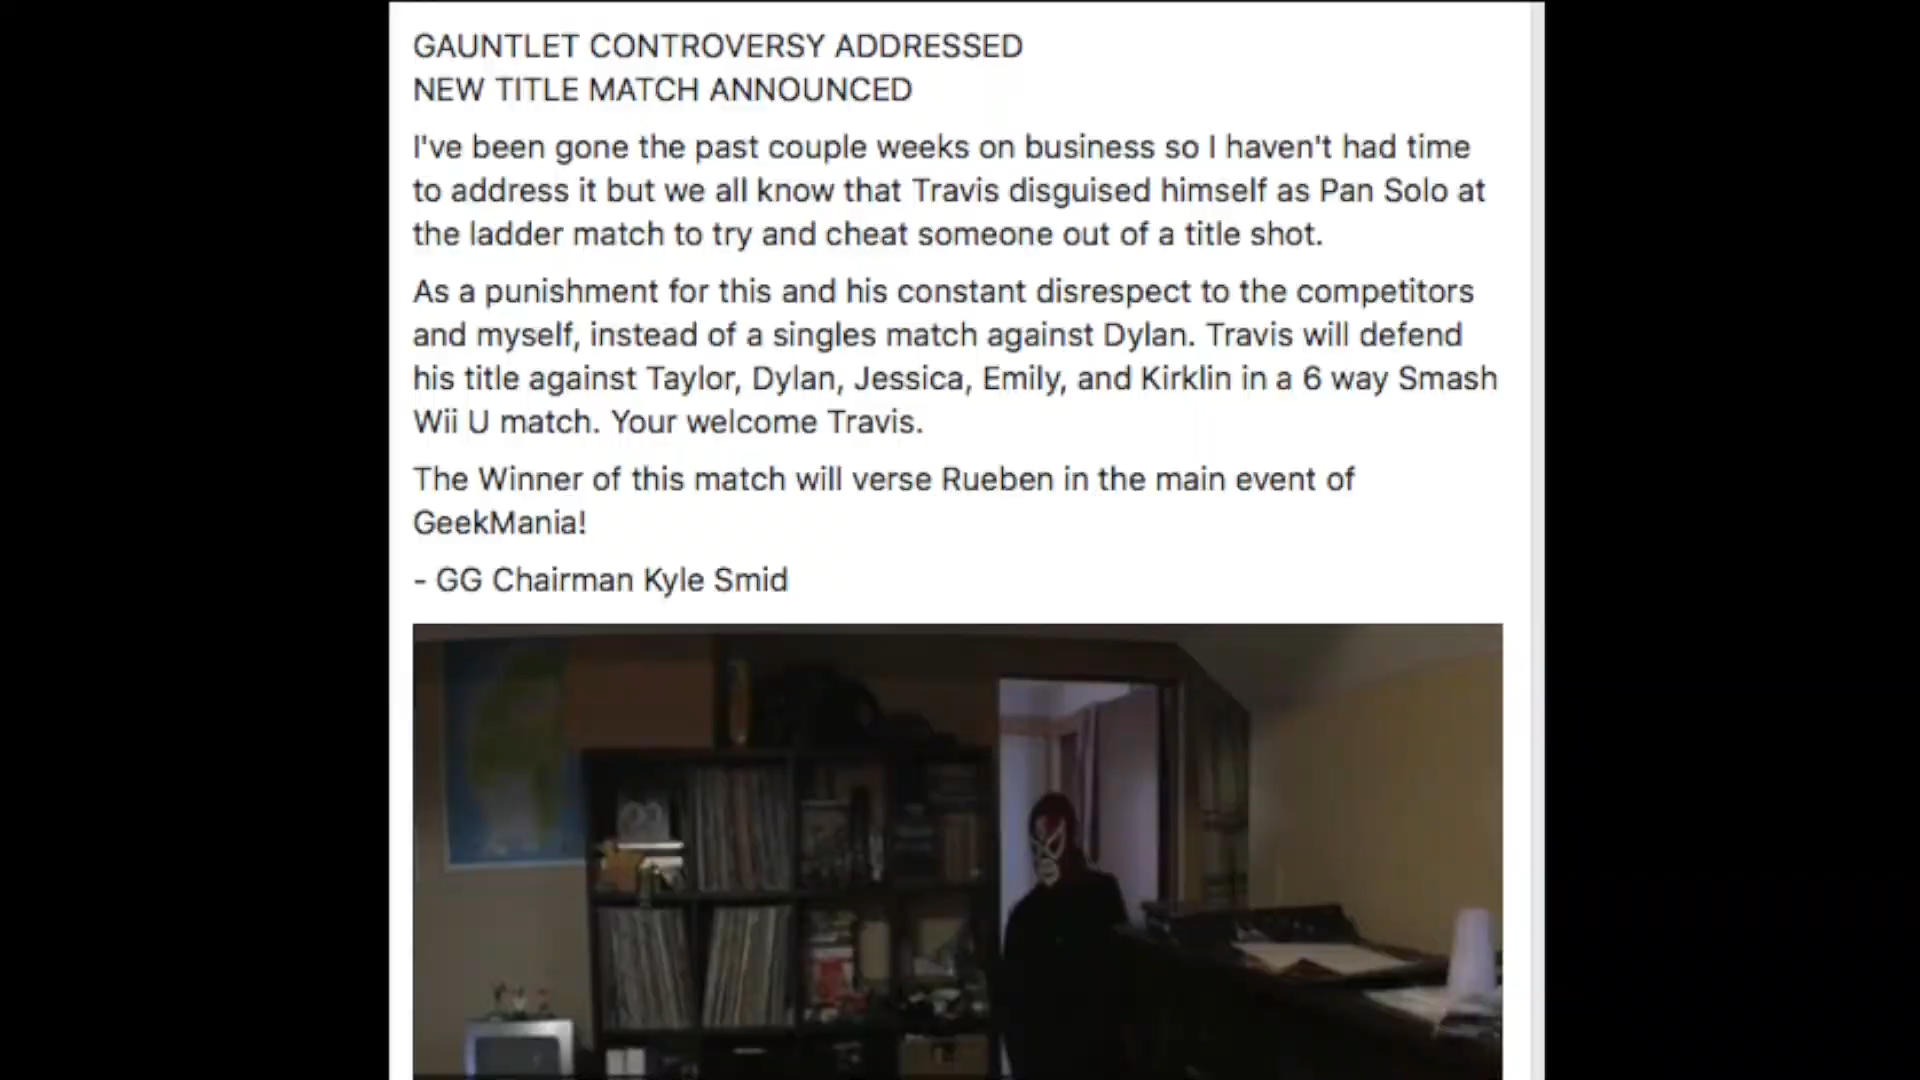 GAUNTLET CONTROVERSY ADDRESSED
NEW TITLE MATCH ANNOUNCED
I've been gone the past couple weeks on business so I haven't had time
to address it but we all know that Travis disguised himself as Pan Solo at
the ladder match to try and cheat someone out of a title shot.
As a punishment for this and his constant disrespect to the competitors
and myself, instead of a singles match against Dylan. Travis will defend
his title against Taylor, Dylan, Jessica, Emily, and Kirklin in a 6 way Smash
Wii U match. Your welcome Travis.
The Winner of this match will verse Rueben in the main event of
GeekMania!
- GG Chairman Kyle Smid